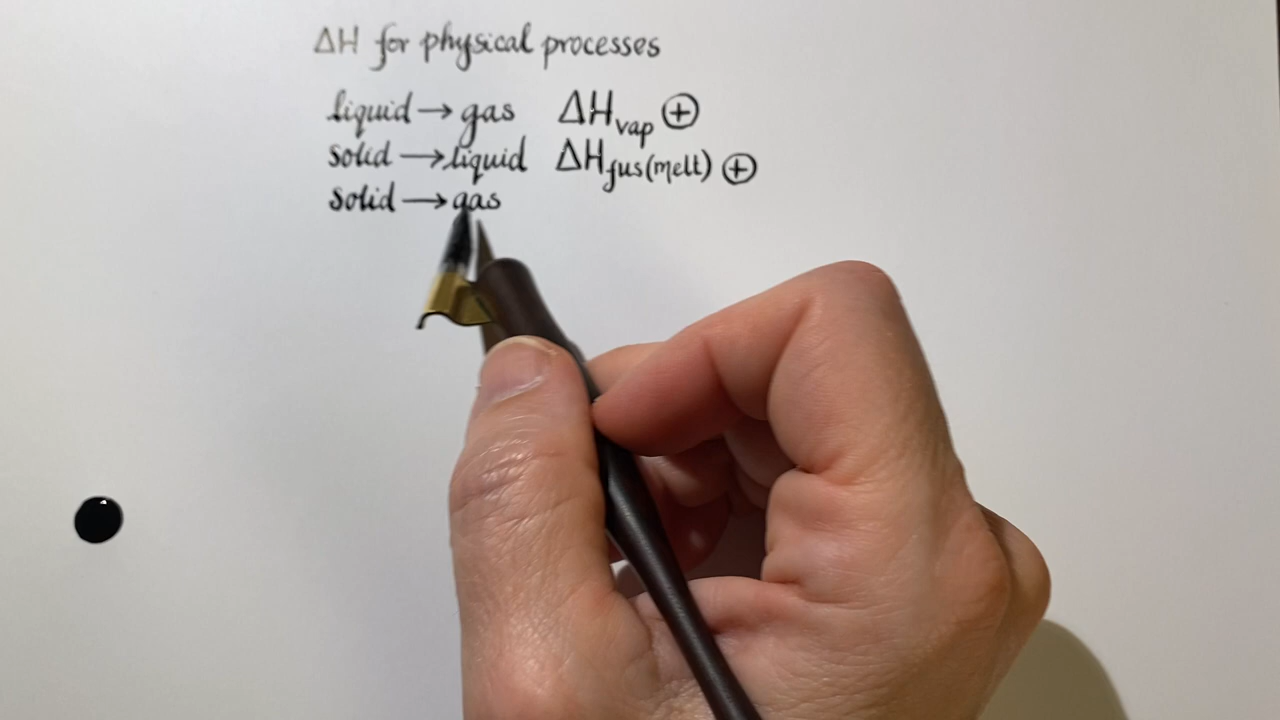 ΔH for physical processes
liquid → gas ΔHvap ⊕
solid → liquid ΔHfus(melt) ⊕
solid → gas